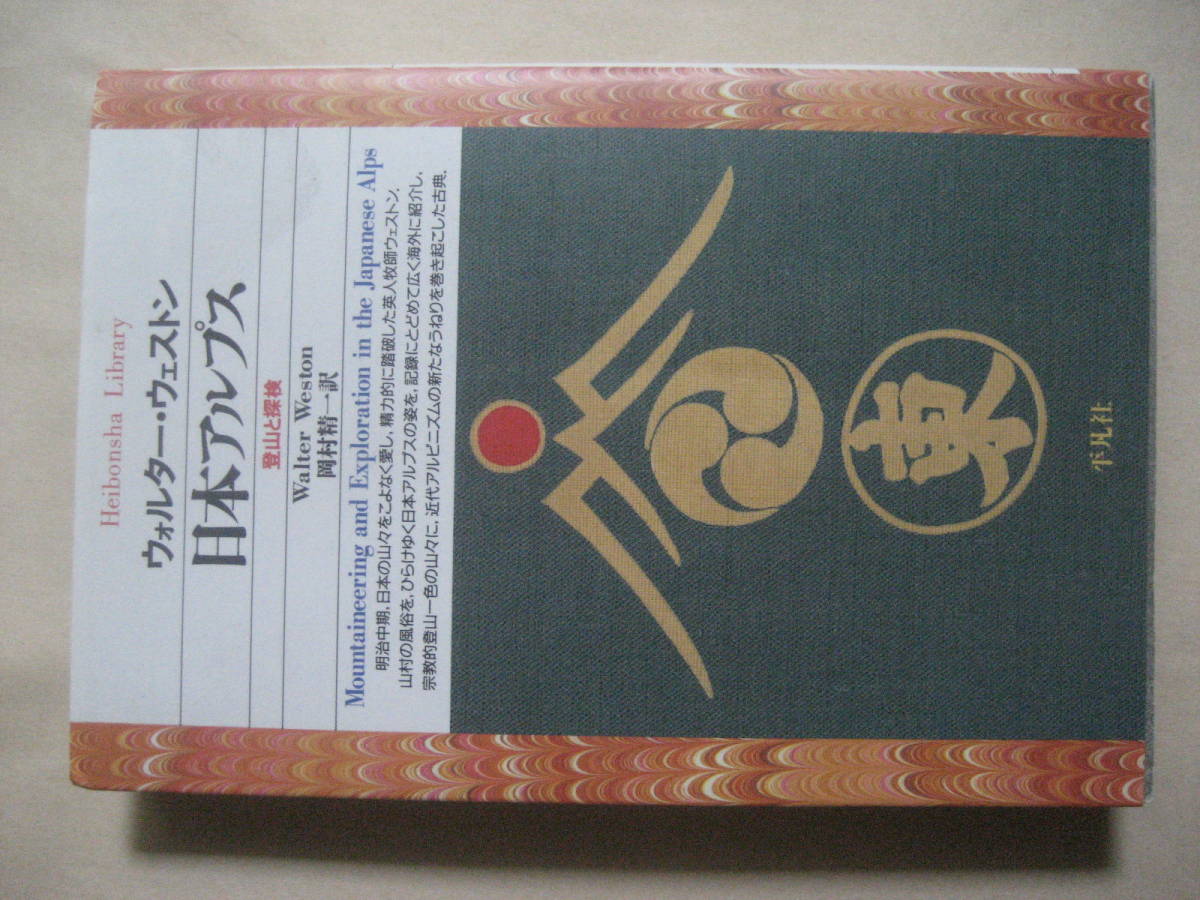 Heibonsha Library
ウォルター・ウェストン
日本アルプス
登山と探検
Walter Weston
岡村精一訳
Mountaineering and Exploration in the Japanese Alps
明治中期,日本の山々をこよなく愛し,精力的に踏破した英人牧師ウェストン.
山村の風俗を,ひらけゆく日本アルプスの姿を,記録にとどめて広く海外に紹介し,
宗教的登山一色の山々に,近代アルピニズムの新たなうねりを巻き起こした古典.
東
平凡社